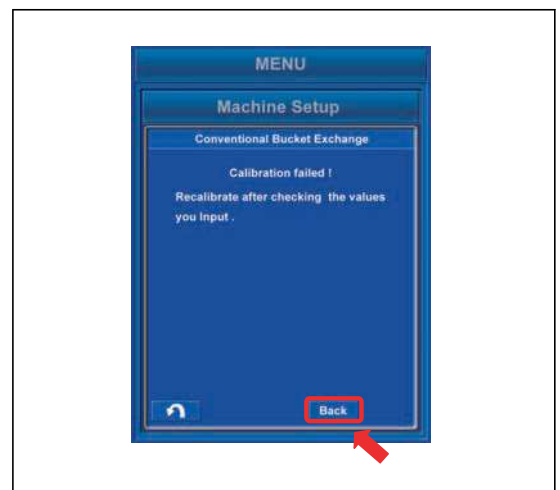 MENU
Machine Setup
Conventional Bucket Exchange
Calibration failed !
Recalibrate after checking the values
you Input .
Back